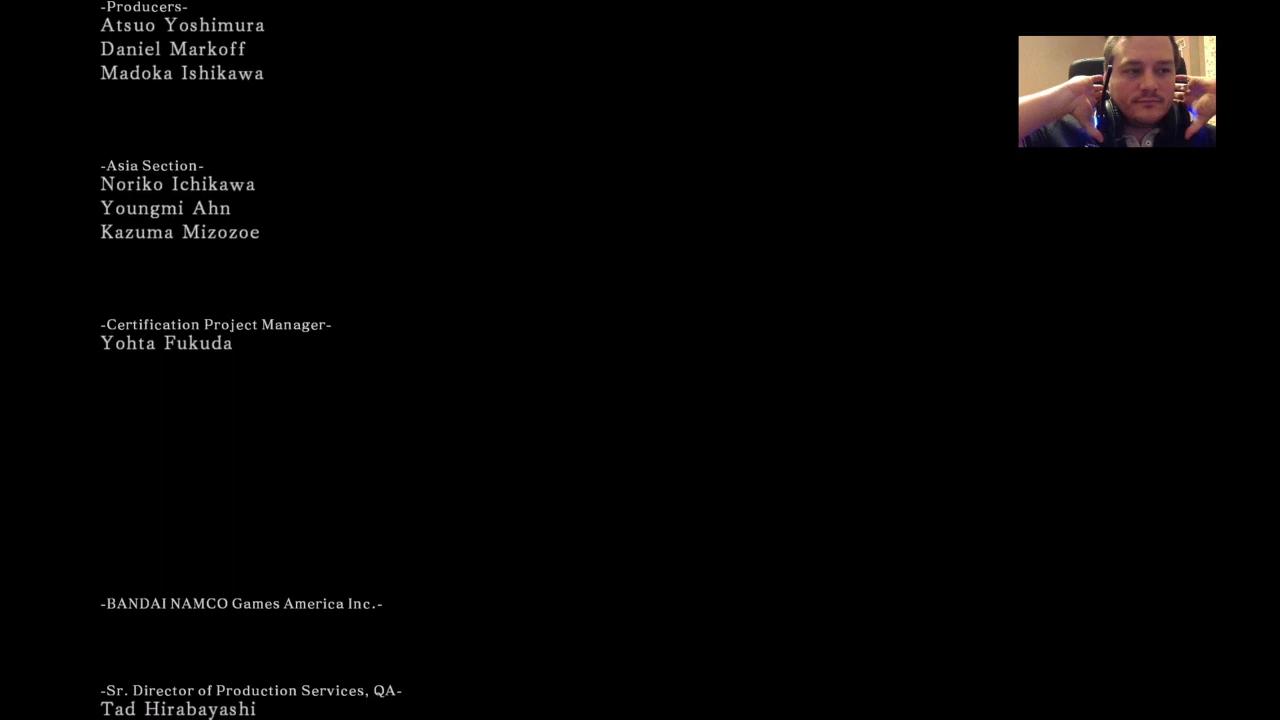 -Producers-
Atsuo Yoshimura
Daniel Markoff
Madoka Ishikawa
-Asia Section-
Noriko Ichikawa
Youngmi Ahn
Kazuma Mizozoe
-Certification Project Manager-
Yohta Fukuda
-BANDAI NAMCO Games America Inc.-
-Sr. Director of Production Services, QA-
Tad Hirabayashi